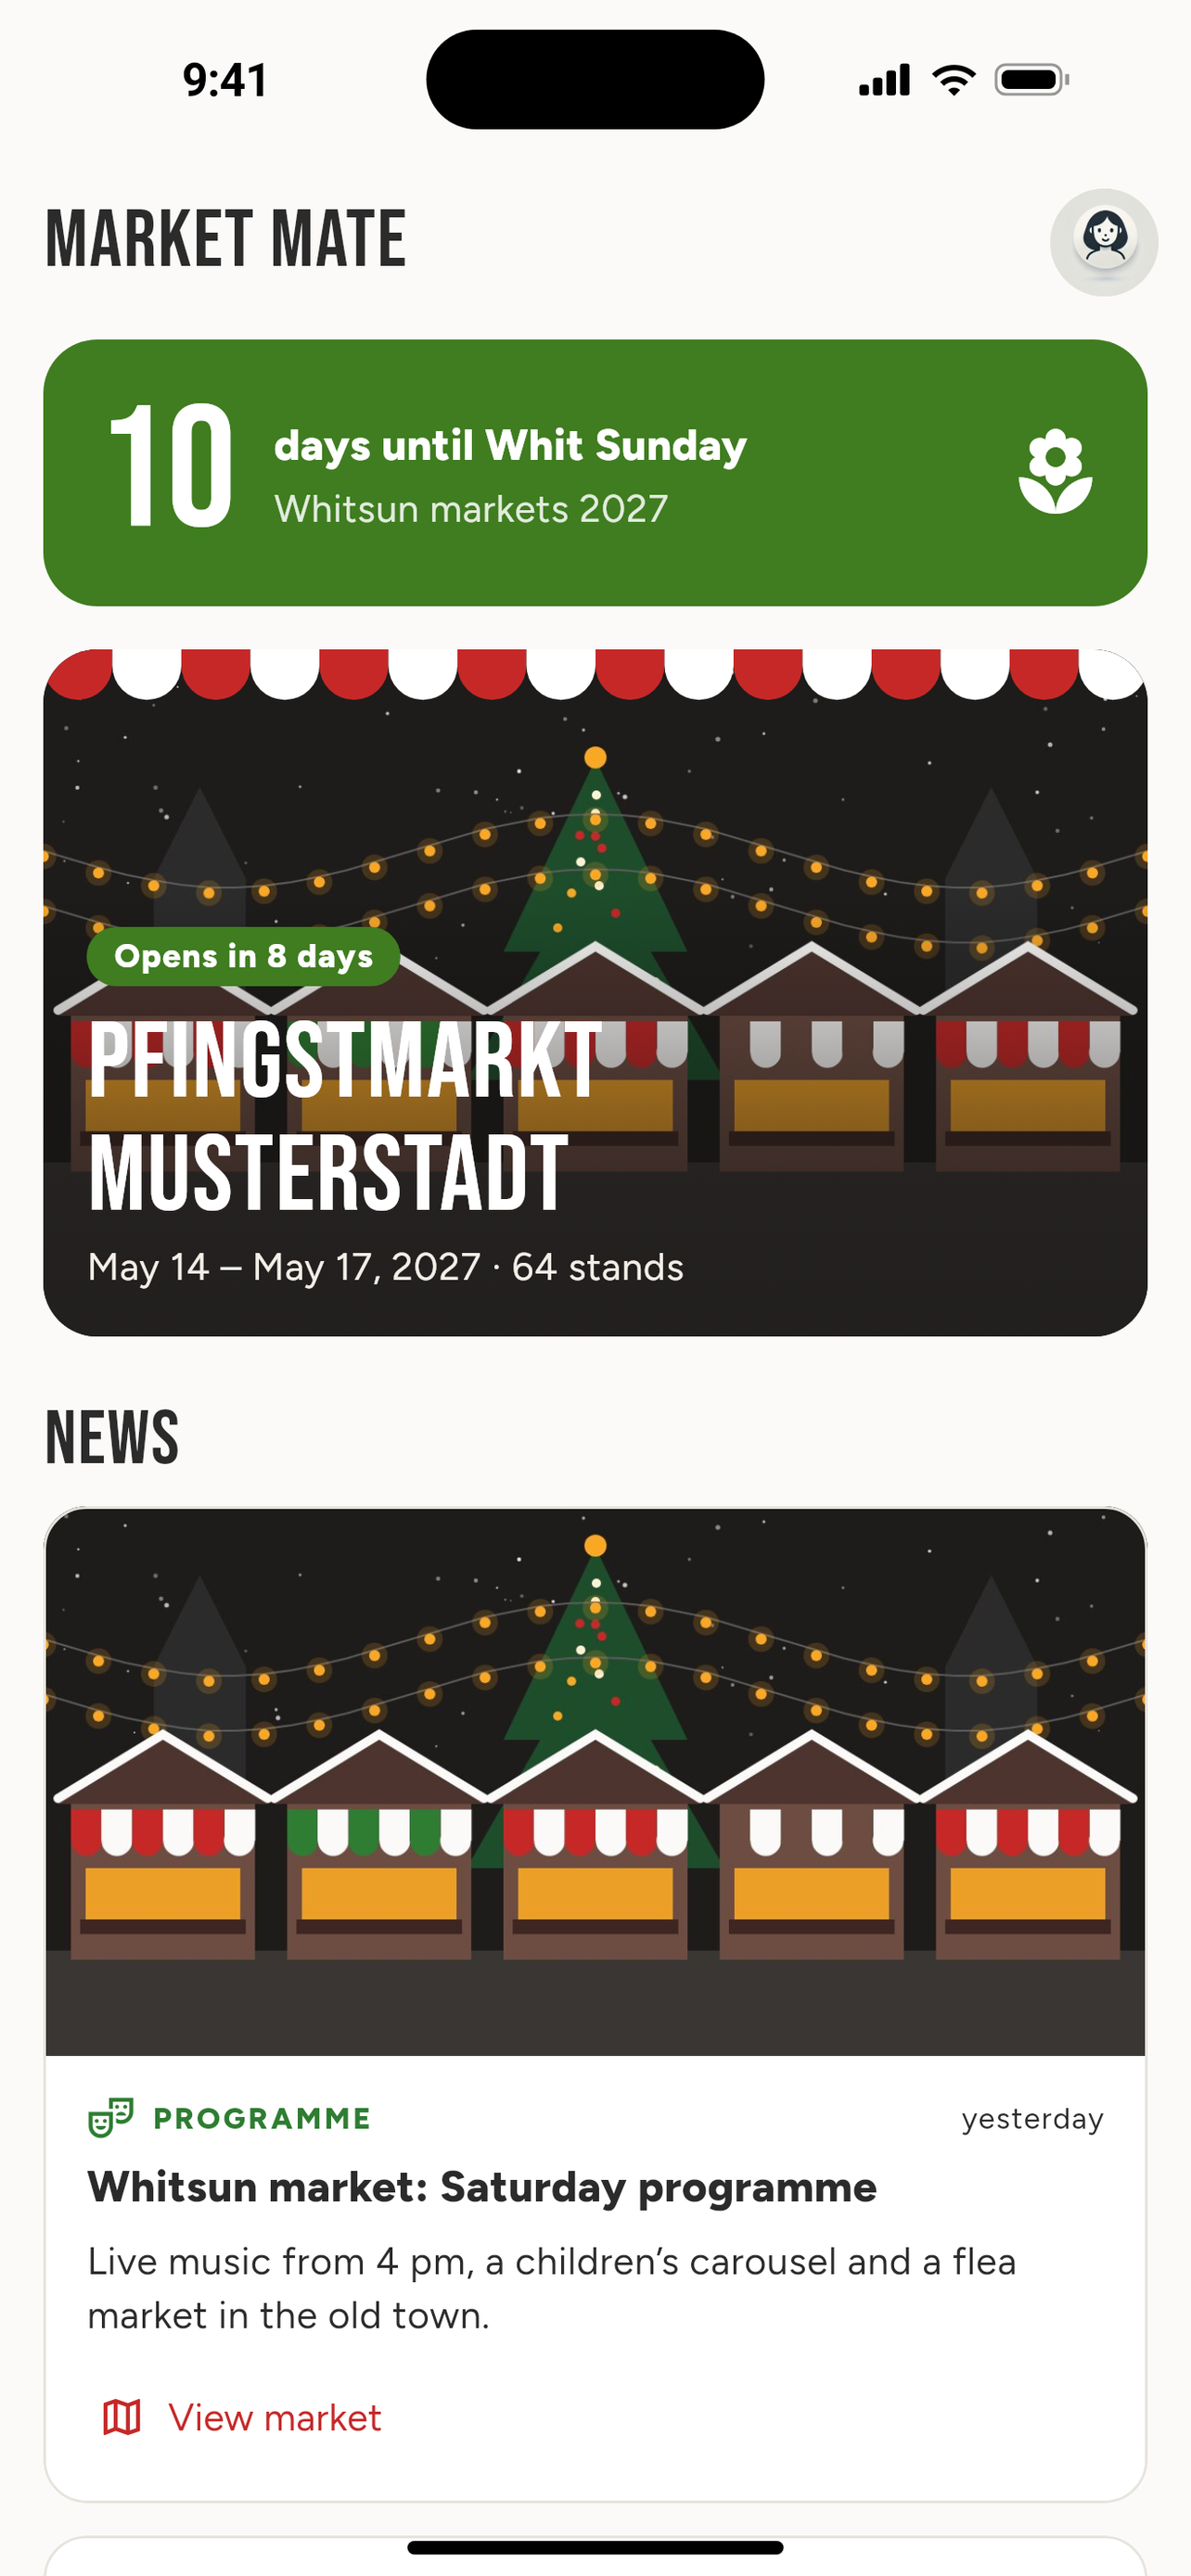 9:41
MARKET MATE
10
days until Whit Sunday
Whitsun markets 2027
Opens in 8 days
PFINGSTMARKT
MUSTERSTADT
May 14 – May 17, 2027 · 64 stands
NEWS
PROGRAMME
yesterday
Whitsun market: Saturday programme
Live music from 4 pm, a children’s carousel and a flea
market in the old town.
View market